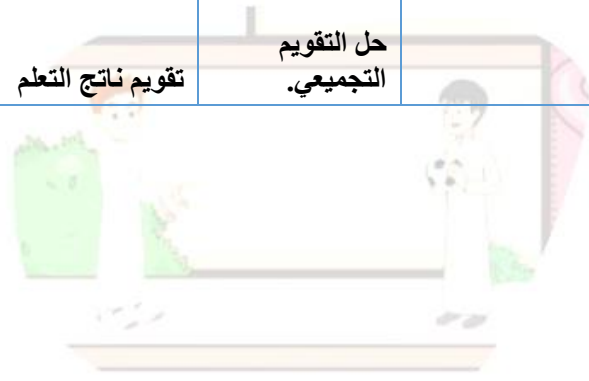 حل التقويم
التجميعي.
تقويم ناتج التعلم